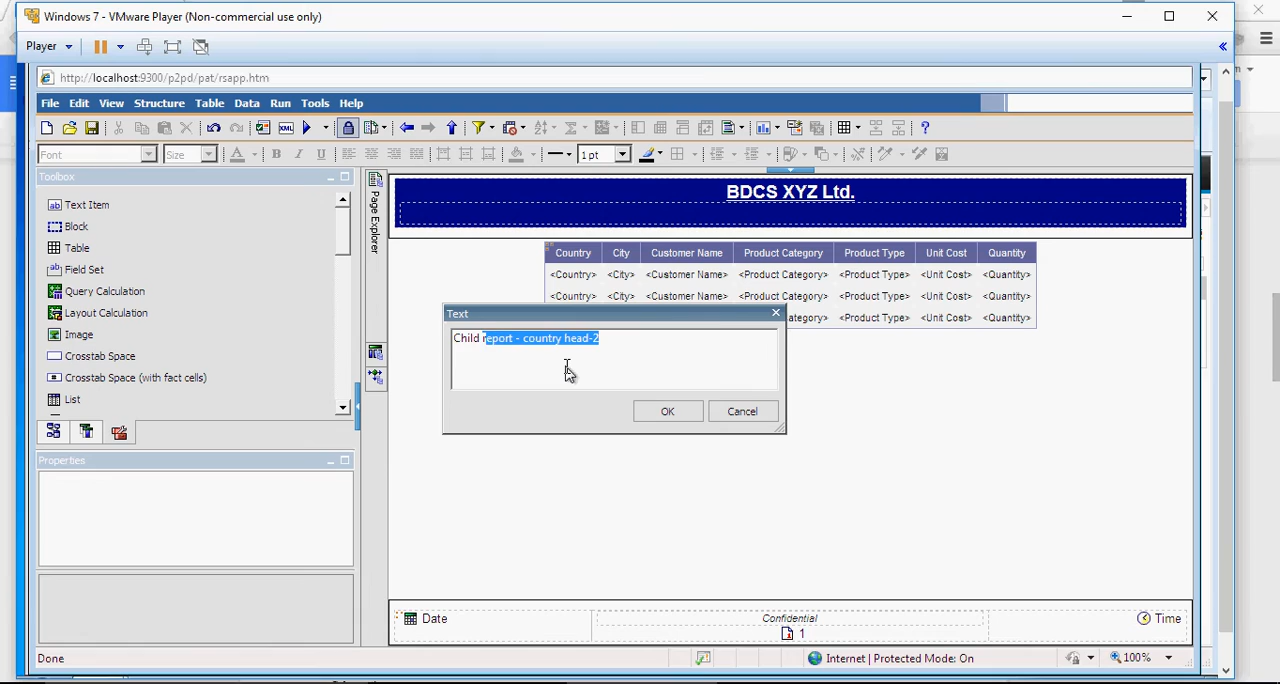 Windows 7 - VMware Player (Non-commercial use only)
Player
http://localhost:9300/p2pd/pat/rsapp.htm
File Edit View Structure Table Data Run Tools Help
Font Size A B I U 1 pt
Toolbox
Text Item
Block
Table
Field Set
Query Calculation
Layout Calculation
Image
Crosstab Space
Crosstab Space (with fact cells)
List
Properties
Page Explorer
BDCS XYZ Ltd.
Country City Customer Name Product Category Product Type Unit Cost Quantity
<Country> <City> <Customer Name> <Product Category> <Product Type> <Unit Cost> <Quantity>
<Country> <City> <Customer Name> <Product Category> <Product Type> <Unit Cost> <Quantity>
ategory> <Product Type> <Unit Cost> <Quantity>
Text
Child report - country head-2
OK Cancel
Date Confidential Time
1
Done Internet | Protected Mode: On 100%